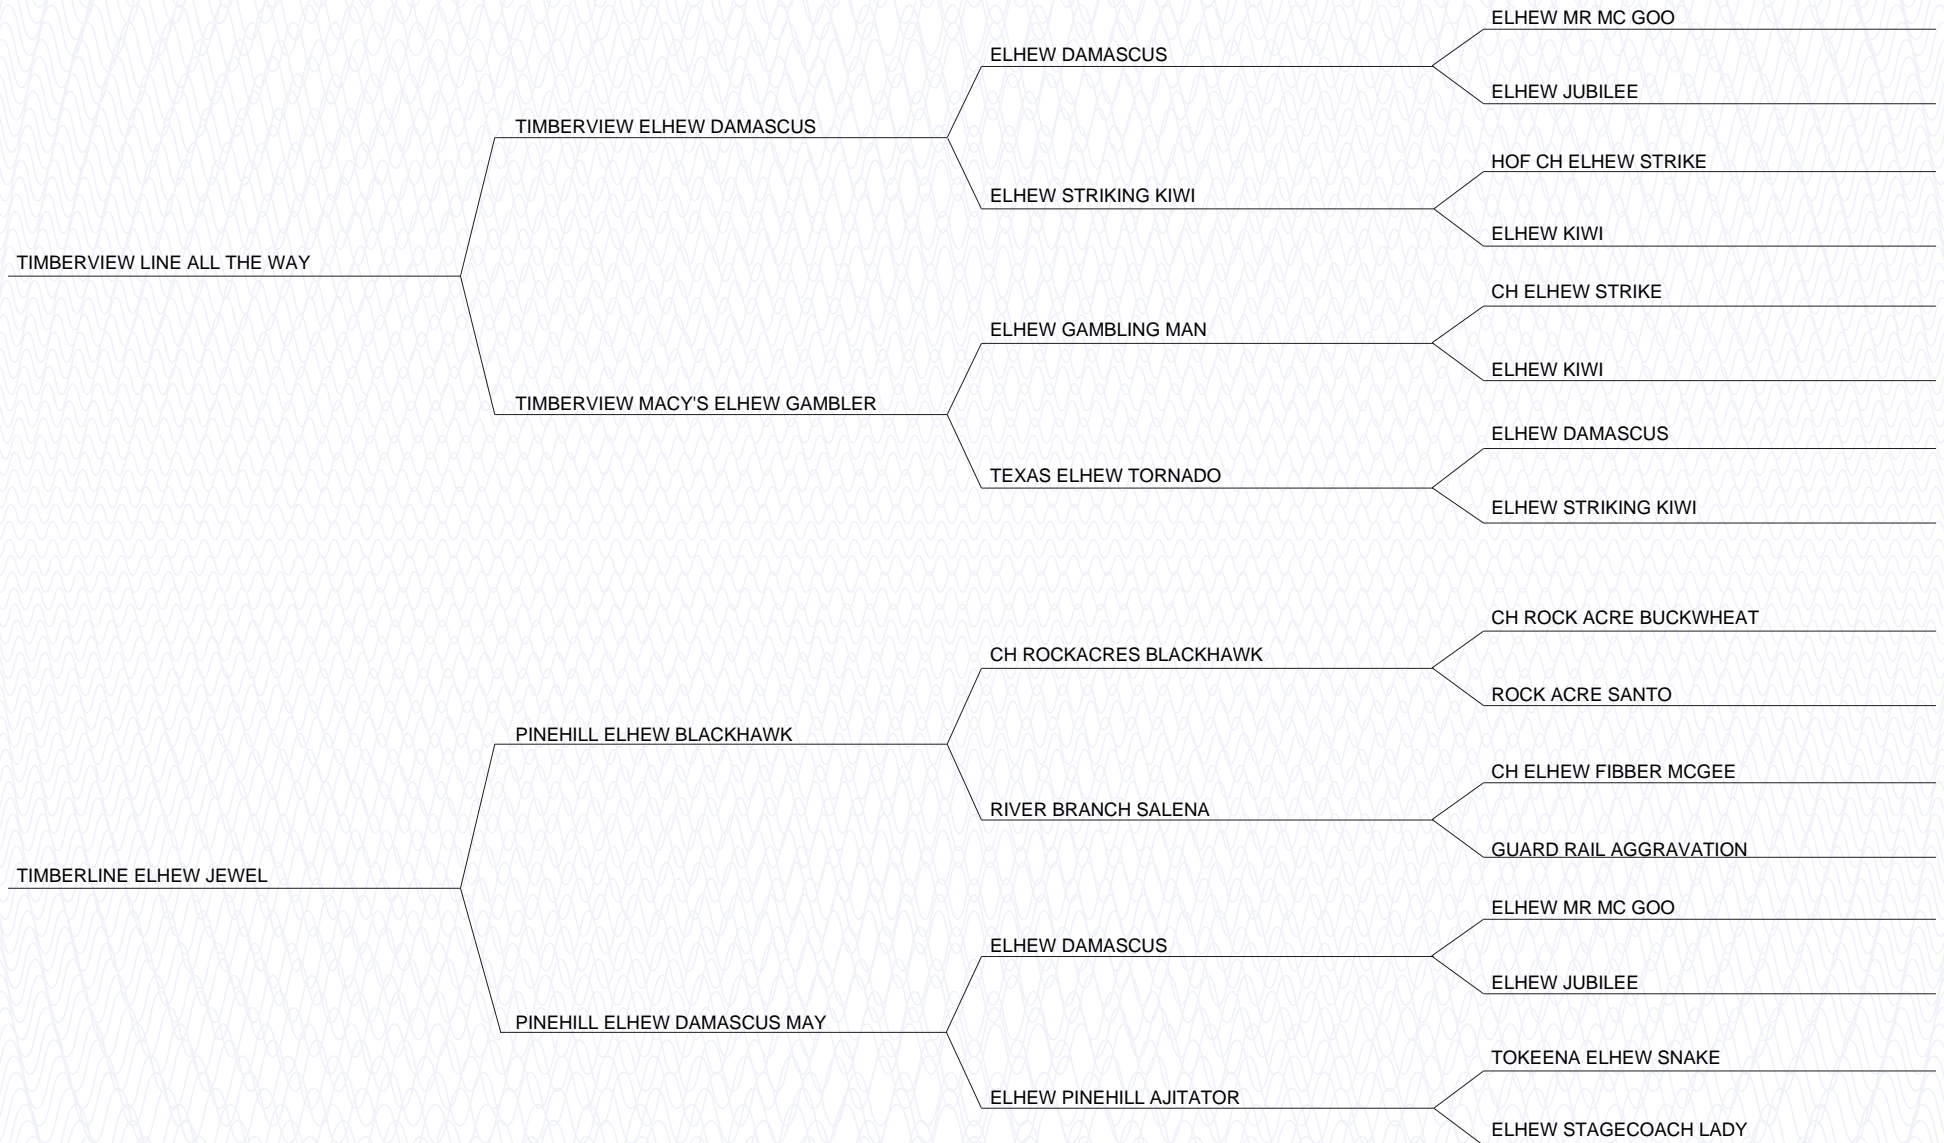 ELHEW MR MC GOO
ELHEW DAMASCUS
ELHEW JUBILEE
TIMBERVIEW ELHEW DAMASCUS
HOF CH ELHEW STRIKE
ELHEW STRIKING KIWI
ELHEW KIWI
TIMBERVIEW LINE ALL THE WAY
CH ELHEW STRIKE
ELHEW GAMBLING MAN
ELHEW KIWI
TIMBERVIEW MACY'S ELHEW GAMBLER
ELHEW DAMASCUS
TEXAS ELHEW TORNADO
ELHEW STRIKING KIWI
CH ROCK ACRE BUCKWHEAT
CH ROCKACRES BLACKHAWK
ROCK ACRE SANTO
PINEHILL ELHEW BLACKHAWK
CH ELHEW FIBBER MCGEE
RIVER BRANCH SALENA
GUARD RAIL AGGRAVATION
TIMBERLINE ELHEW JEWEL
ELHEW MR MC GOO
ELHEW DAMASCUS
ELHEW JUBILEE
PINEHILL ELHEW DAMASCUS MAY
TOKEENA ELHEW SNAKE
ELHEW PINEHILL AJITATOR
ELHEW STAGECOACH LADY